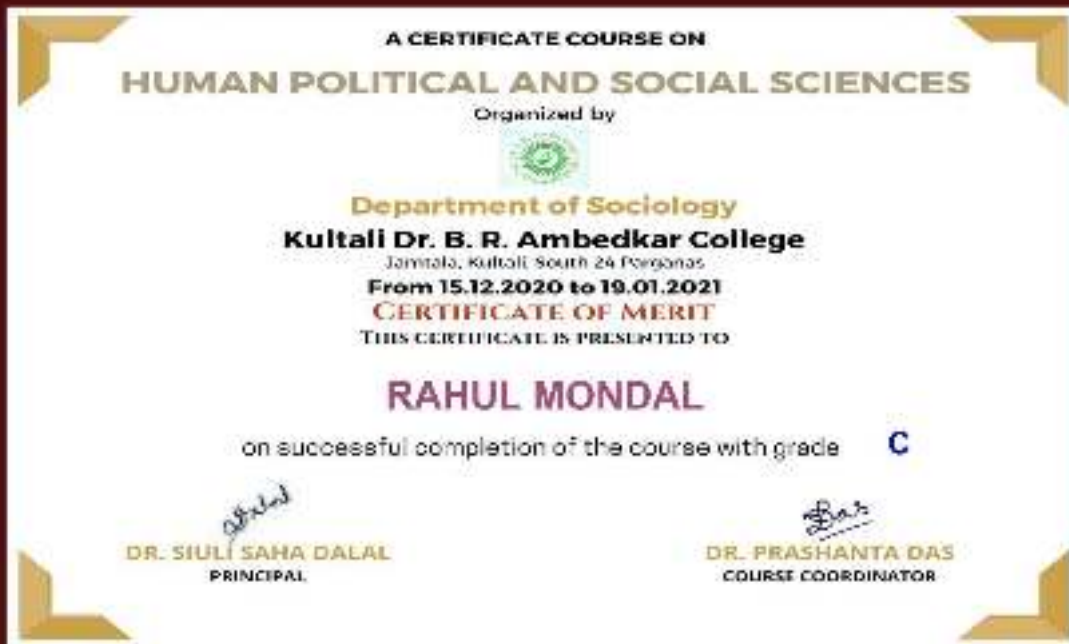 A CERTIFICATE COURSE ON
HUMAN POLITICAL AND SOCIAL SCIENCES
Organized by
Department of Sociology
Kultali Dr. B. R. Ambedkar College
Jamtala, Kultali, South 24 Parganas
From 15.12.2020 to 19.01.2021
CERTIFICATE OF MERIT
THIS CERTIFICATE IS PRESENTED TO
RAHUL MONDAL
on successful completion of the course with grade C
DR. SIULI SAHA DALAL
PRINCIPAL
Das
DR. PRASHANTA DAS
COURSE COORDINATOR